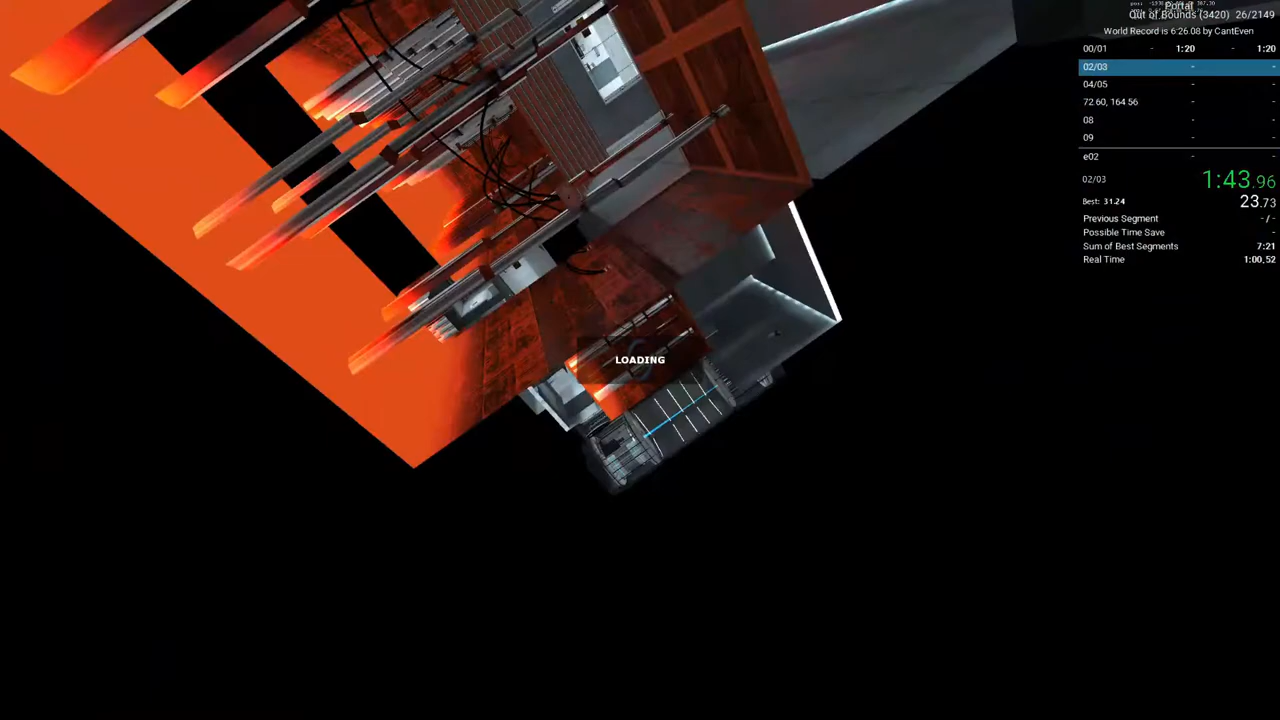 Portal
Out of Bounds (3420) 26/2149
World Record is 6:26.08 by CantEven
00/01 - 1:20 - 1:20
02/03 - -
04/05 - -
72.60, 164.56 - -
08 - -
09 - -
e02 - -
02/03 1:43.96
Best: 31.24 23.73
Previous Segment - / -
Possible Time Save -
Sum of Best Segments 7:21
Real Time 1:00.52
LOADING